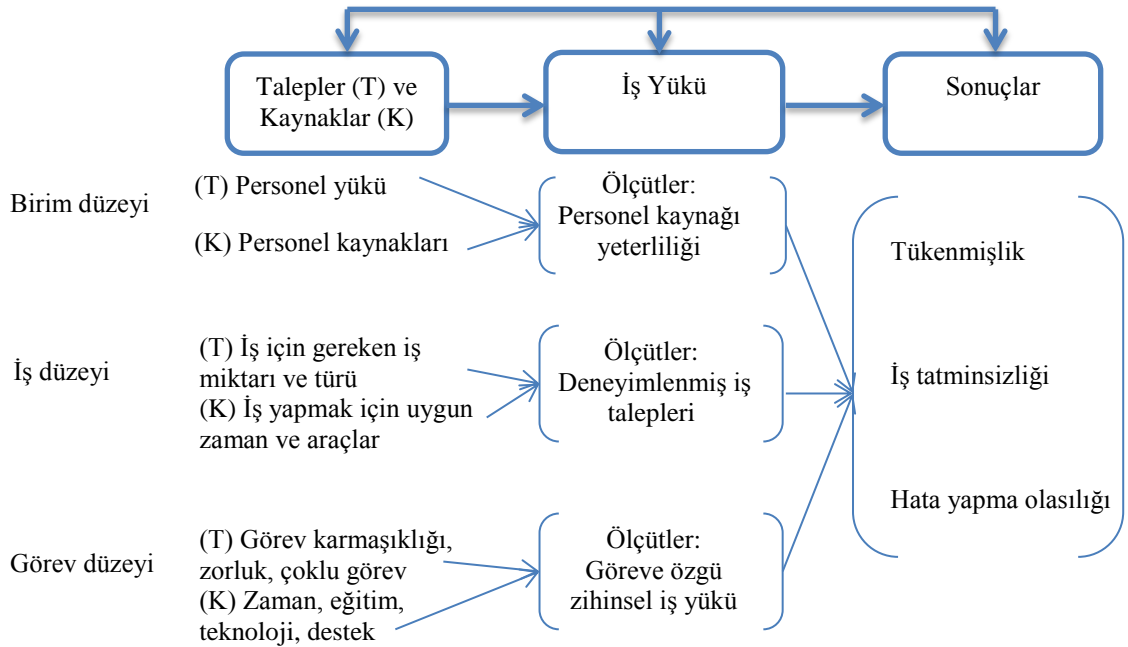 Talepler (T) ve
Kaynaklar (K)
İş Yükü
Sonuçlar
Birim düzeyi
(T) Personel yükü
(K) Personel kaynakları
Ölçütler:
Personel kaynağı
yeterliliği
İş düzeyi
(T) İş için gereken iş
miktarı ve türü
(K) İş yapmak için uygun
zaman ve araçlar
Ölçütler:
Deneyimlenmiş iş
talepleri
Görev düzeyi
(T) Görev karmaşıklığı,
zorluk, çoklu görev
(K) Zaman, eğitim,
teknoloji, destek
Ölçütler:
Göreve özgü
zihinsel iş yükü
Tükenmişlik
İş tatminsizliği
Hata yapma olasılığı